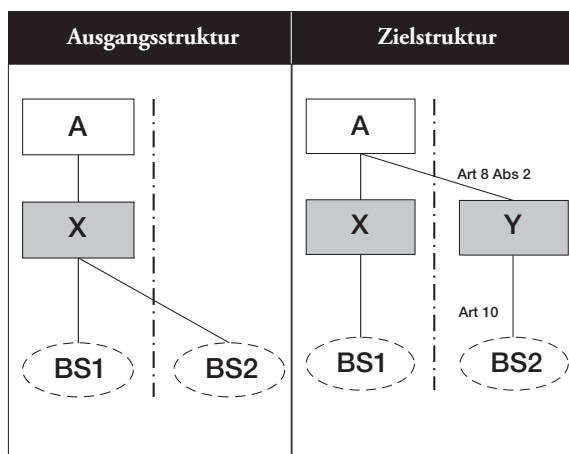 Ausgangsstruktur
Zielstruktur
A
X
BS1
BS2
A
Art 8 Abs 2
X
Y
Art 10
BS1
BS2